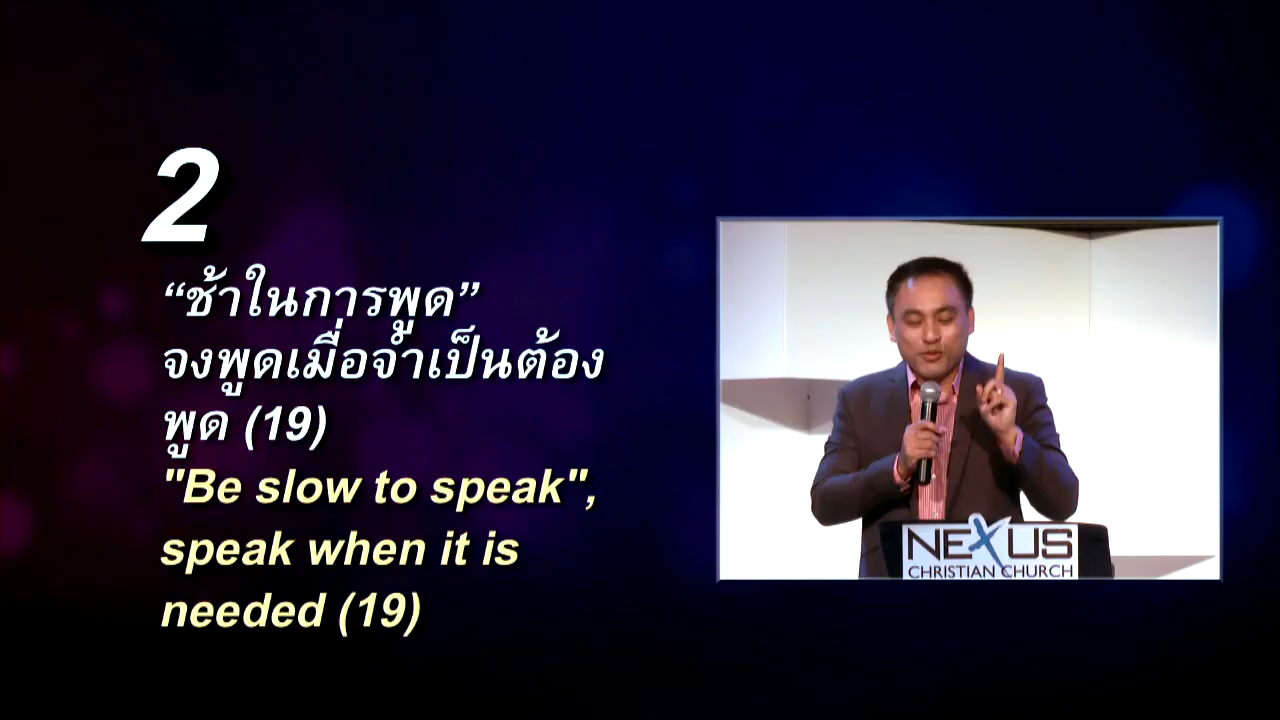 2
“ช้าในการพูด”
จงพูดเมื่อจำเป็นต้อง
พูด (19)
"Be slow to speak",
speak when it is
needed (19)
NEXUS
CHRISTIAN CHURCH